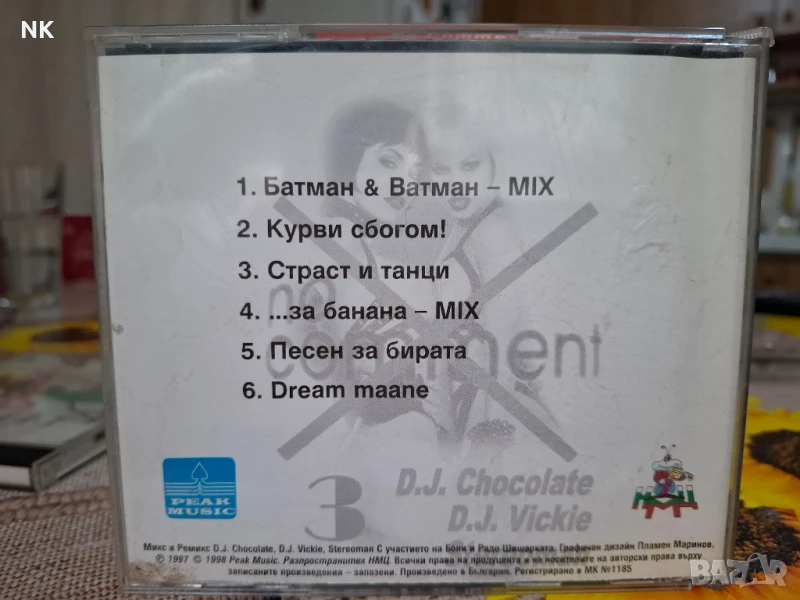 NK
1. Батман & Ватман – MIX
2. Курви сбогом!
3. Страст и танци
4. ...за банана – MIX
5. Песен за бирата
6. Dream maane
no
comment
3
D.J. Chocolate
D.J. Vickie
PEAK
MUSIC
НМЦ
Микс и Ремикс D.J. Chocolate, D.J. Vickie, Stereoman С участието на Боня и Радо Шишарката. Графичен дизайн Пламен Маринов.
℗ 1997 © 1998 Peak Music. Разпространител НМЦ. Всички права на продуцента и на носителите на авторски права върху
записаните произведения – запазени. Произведено в България. Регистрирано в МК №1185
BAZAR